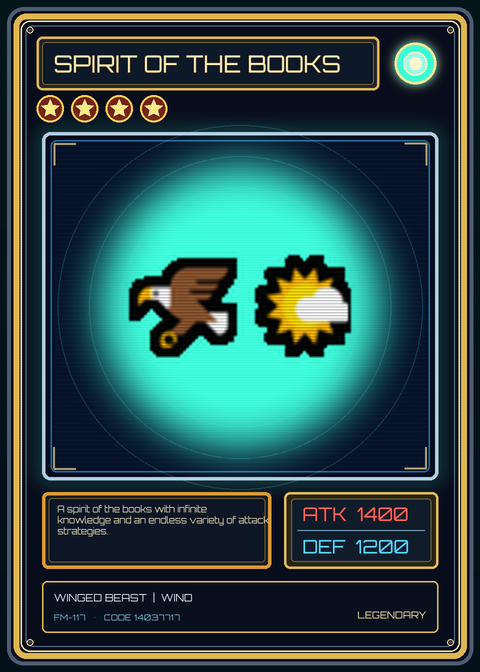 SPIRIT OF THE BOOKS
A spirit of the books with infinite
knowledge and an endless variety of attack
strategies.
ATK 1400
DEF 1200
WINGED BEAST | WIND
FM-117 · CODE 14037717
LEGENDARY